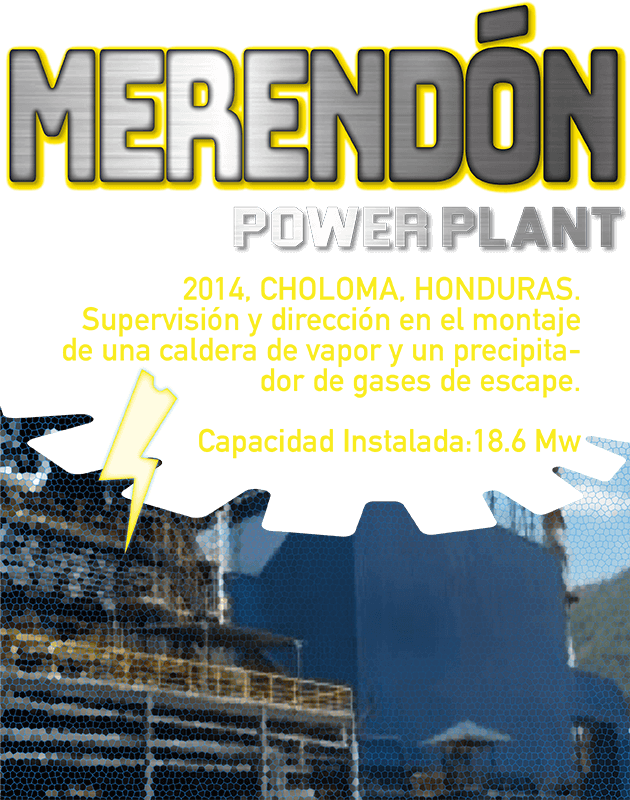 MERENDÓN
POWER PLANT
2014, CHOLOMA, HONDURAS.
Supervisión y dirección en el montaje
de una caldera de vapor y un precipita-
dor de gases de escape.
Capacidad Instalada:18.6 Mw